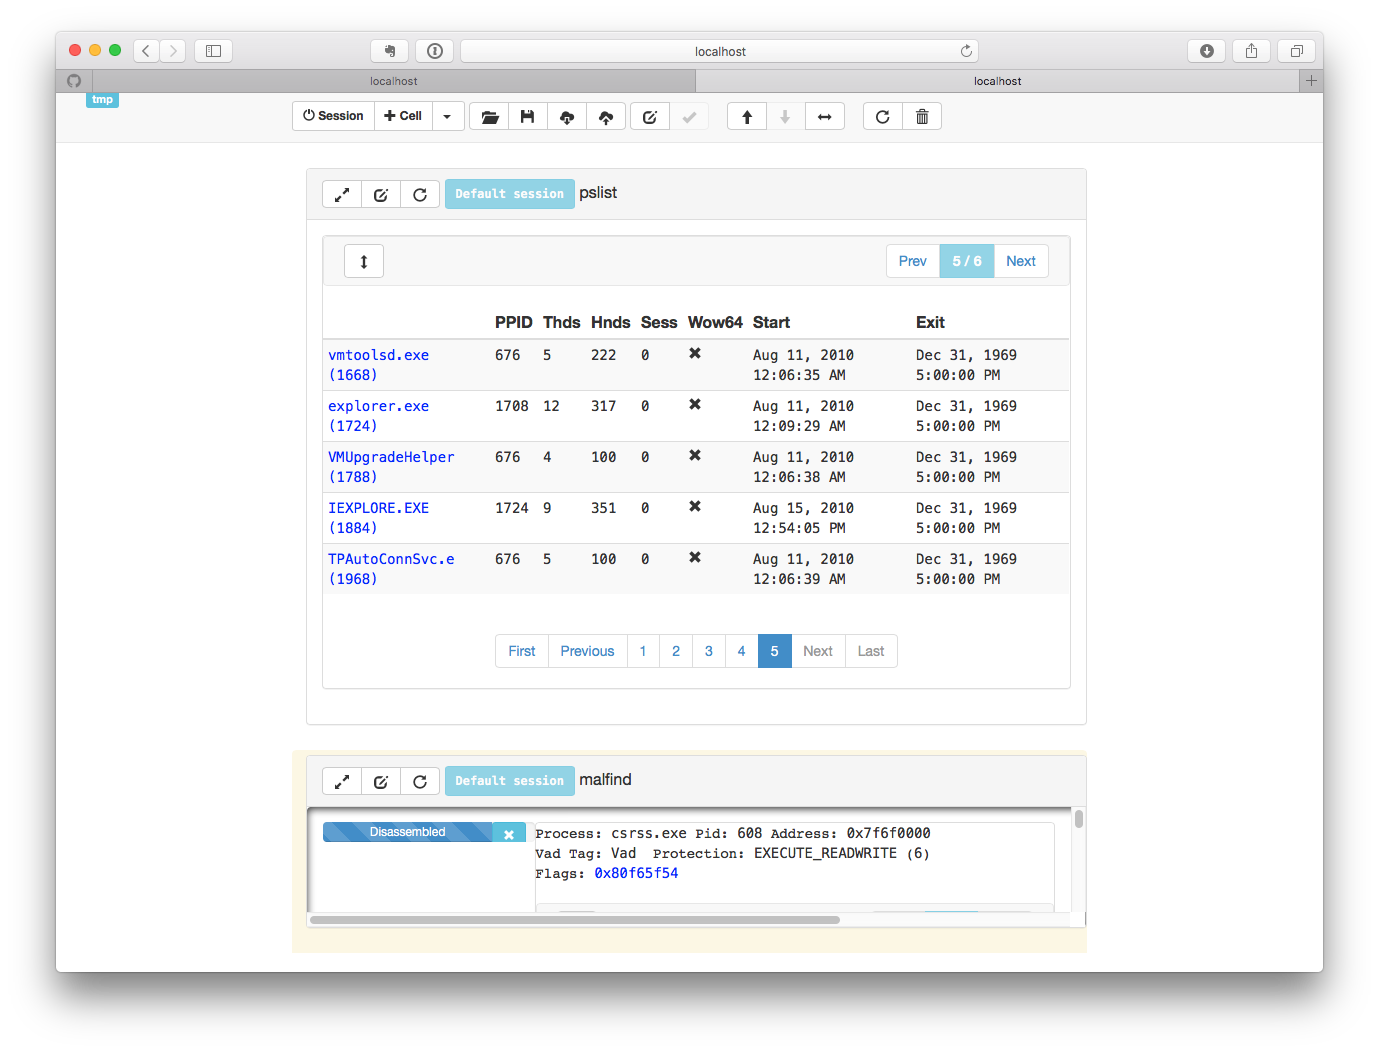 localhost
localhost
localhost
tmp
Session
Cell
Default session pslist
Prev 5 / 6 Next
PPID Thds Hnds Sess Wow64 Start Exit
vmtoolsd.exe 676 5 222 0 Aug 11, 2010 Dec 31, 1969
(1668) 12:06:35 AM 5:00:00 PM
explorer.exe 1708 12 317 0 Aug 11, 2010 Dec 31, 1969
(1724) 12:09:29 AM 5:00:00 PM
VMUpgradeHelper 676 4 100 0 Aug 11, 2010 Dec 31, 1969
(1788) 12:06:38 AM 5:00:00 PM
IEXPLORE.EXE 1724 9 351 0 Aug 15, 2010 Dec 31, 1969
(1884) 12:54:05 PM 5:00:00 PM
TPAutoConnSvc.e 676 5 100 0 Aug 11, 2010 Dec 31, 1969
(1968) 12:06:39 AM 5:00:00 PM
First Previous 1 2 3 4 5 Next Last
Default session malfind
Disassembled
Process: csrss.exe Pid: 608 Address: 0x7f6f0000
Vad Tag: Vad  Protection: EXECUTE_READWRITE (6)
Flags: 0x80f65f54